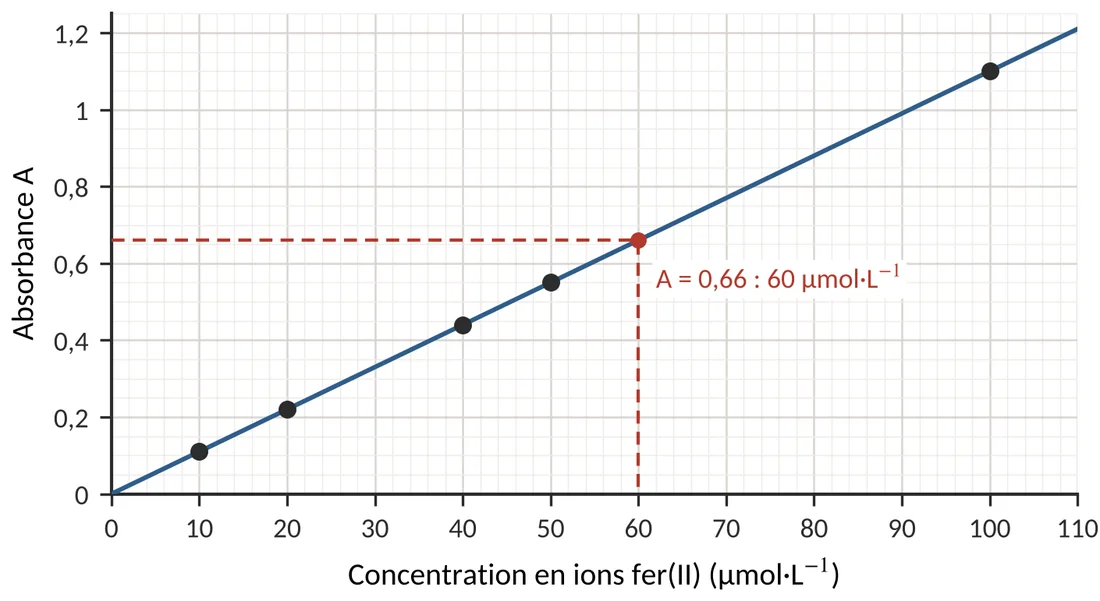 Absorbance A
1,2
1
0,8
0,6
0,4
0,2
0
A = 0,66 : 60 µmol·L⁻¹
0 10 20 30 40 50 60 70 80 90 100 110
Concentration en ions fer(II) (µmol·L⁻¹)